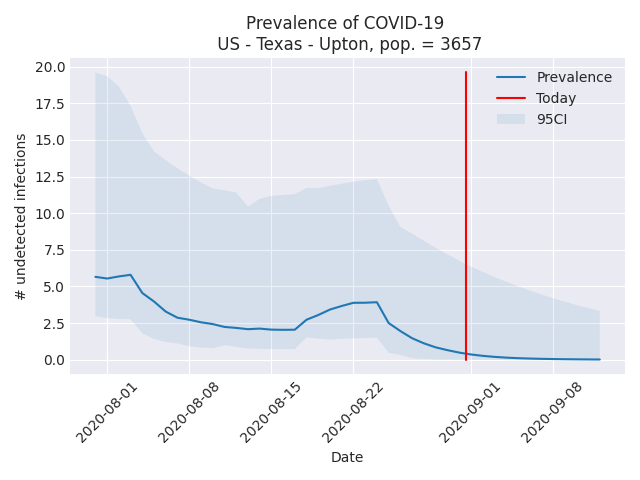 Prevalence of COVID-19
US - Texas - Upton, pop. = 3657
20.0
17.5
15.0
12.5
10.0
7.5
5.0
2.5
0.0
# undetected infections
Prevalence
Today
95CI
2020-08-01
2020-08-08
2020-08-15
2020-08-22
2020-09-01
2020-09-08
Date